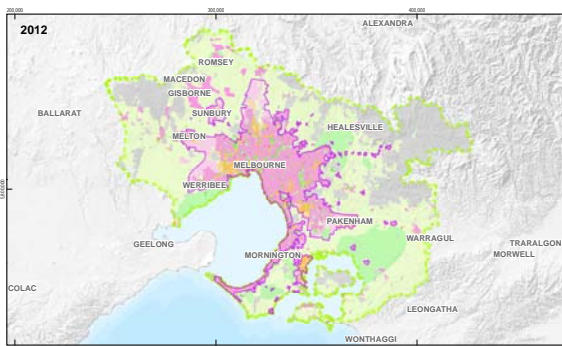 200,000
300,000
400,000
2012
ALEXANDRA
ROMSEY
MACEDON
GISBORNE
BALLARAT
SUNBURY
HEALESVILLE
MELTON
MELBOURNE
WERRIBEE
PAKENHAM
WARRAGUL
GEELONG
TRARALGON
MORNINGTON
MORWELL
COLAC
LEONGATHA
WONTHAGGI